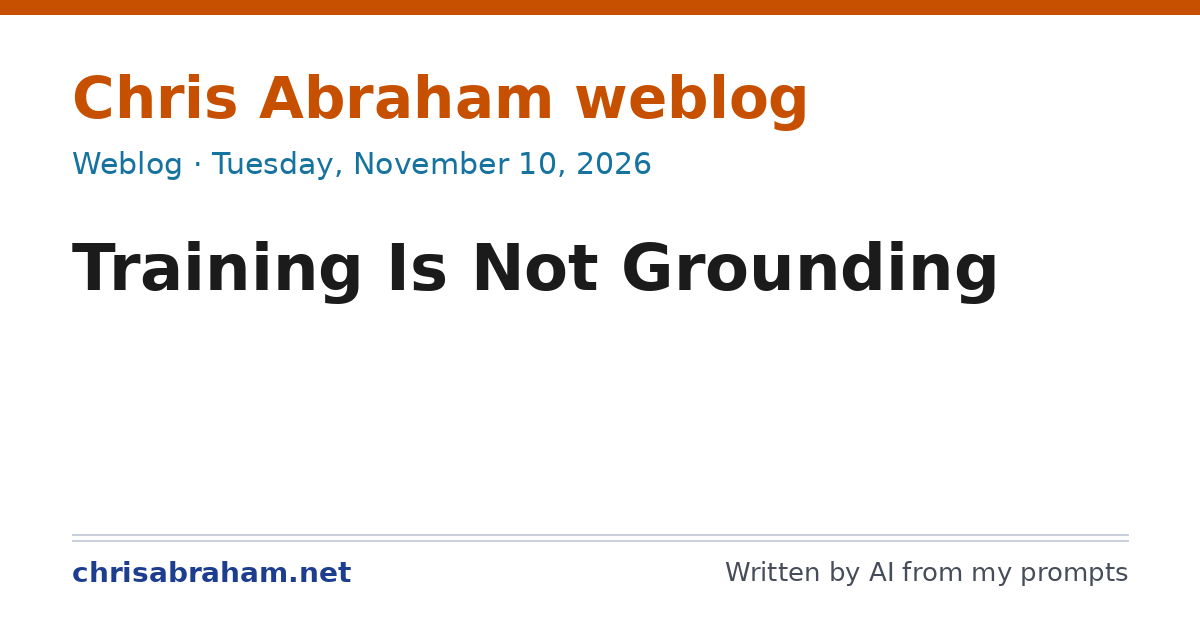 Chris Abraham weblog
Weblog · Tuesday, November 10, 2026
Training Is Not Grounding
chrisabraham.net
Written by AI from my prompts